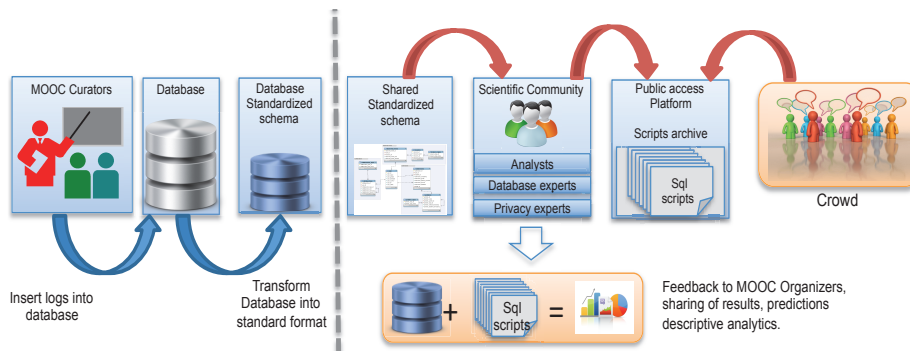 MOOC Curators
Database
Database
Standardized
schema
Insert logs into
database
Transform
Database into
standard format
Shared
Standardized
schema
Scientific Community
Analysts
Database experts
Privacy experts
Public access
Platform
Scripts archive
Sql
scripts
Crowd
+
Sql
scripts
=
Feedback to MOOC Organizers,
sharing of results, predictions
descriptive analytics.